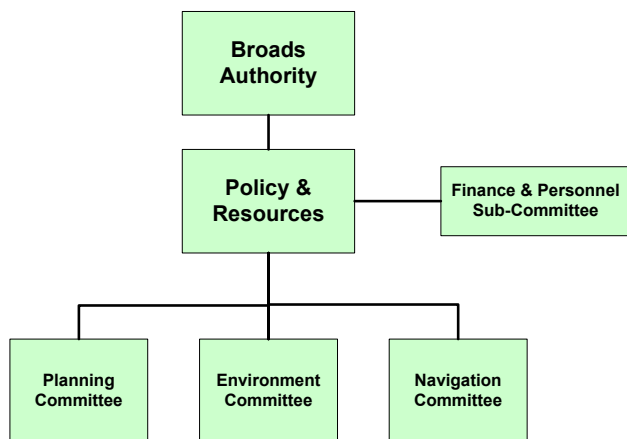 Broads
Authority
Policy &
Resources
Finance & Personnel
Sub-Committee
Planning
Committee
Environment
Committee
Navigation
Committee